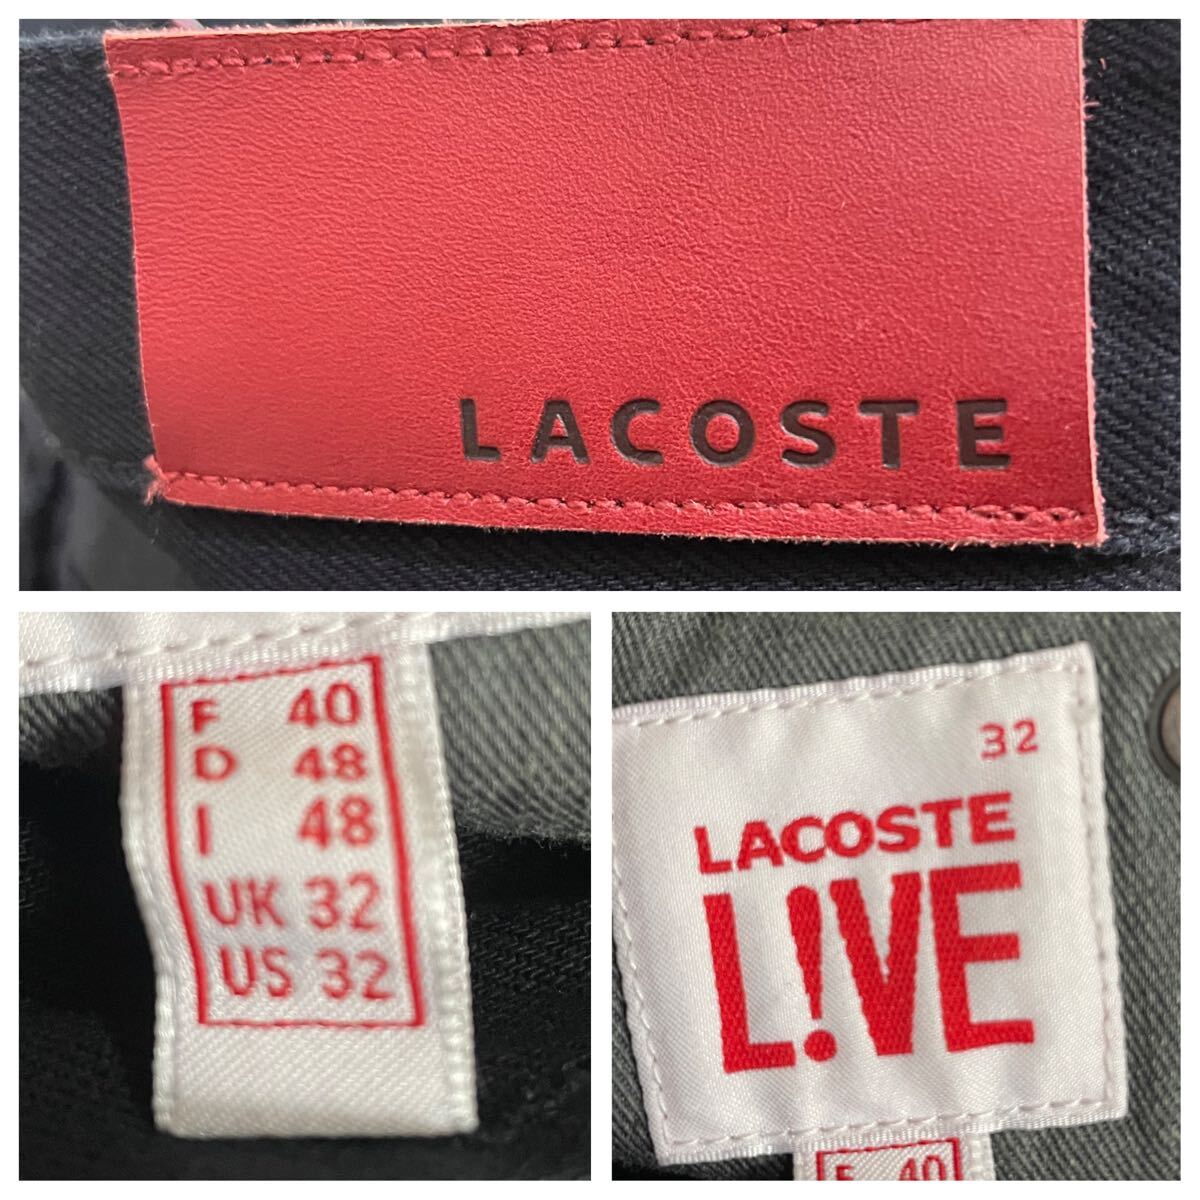 LACOSTE
F 40
D 48
I 48
UK 32
US 32
32
LACOSTE
L!VE
F 40